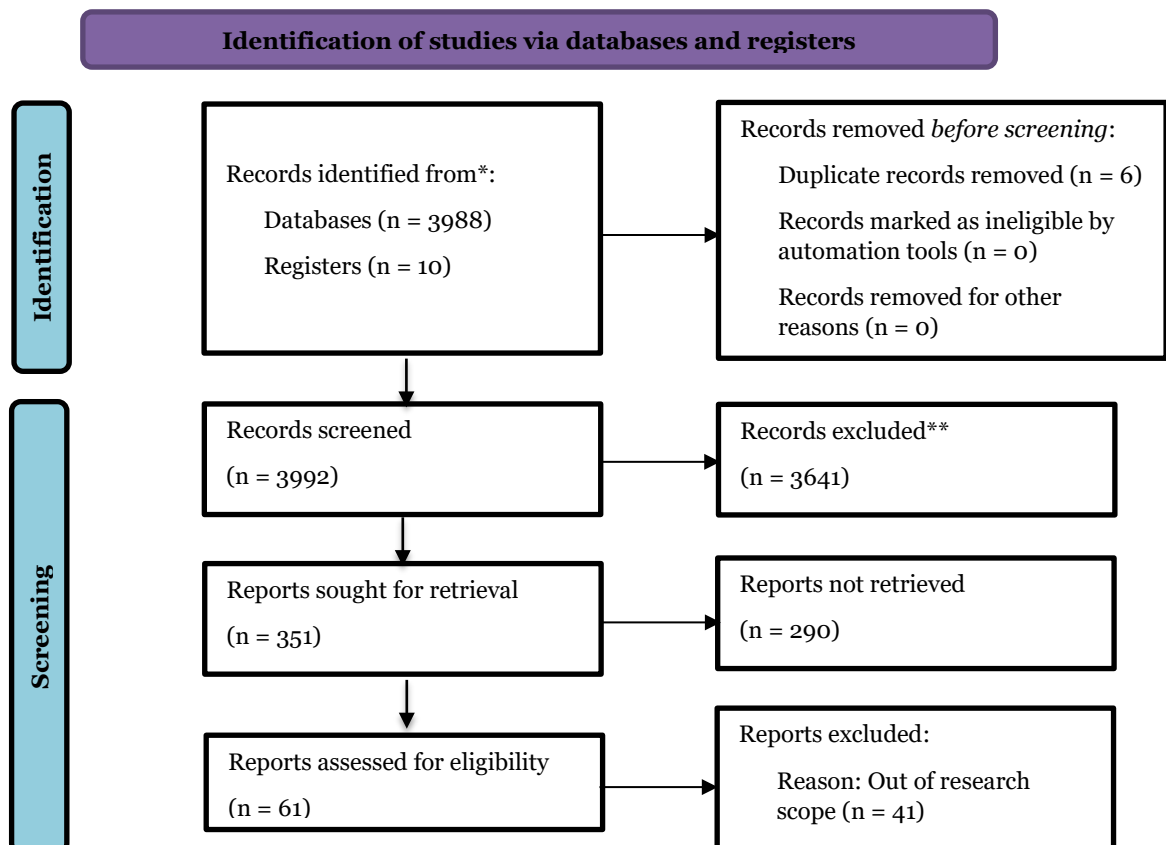 Identification of studies via databases and registers
Identification
Records identified from*:
Databases (n = 3988)
Registers (n = 10)
Records removed before screening:
Duplicate records removed (n = 6)
Records marked as ineligible by
automation tools (n = 0)
Records removed for other
reasons (n = 0)
Screening
Records screened
(n = 3992)
Records excluded**
(n = 3641)
Reports sought for retrieval
(n = 351)
Reports not retrieved
(n = 290)
Reports assessed for eligibility
(n = 61)
Reports excluded:
Reason: Out of research
scope (n = 41)